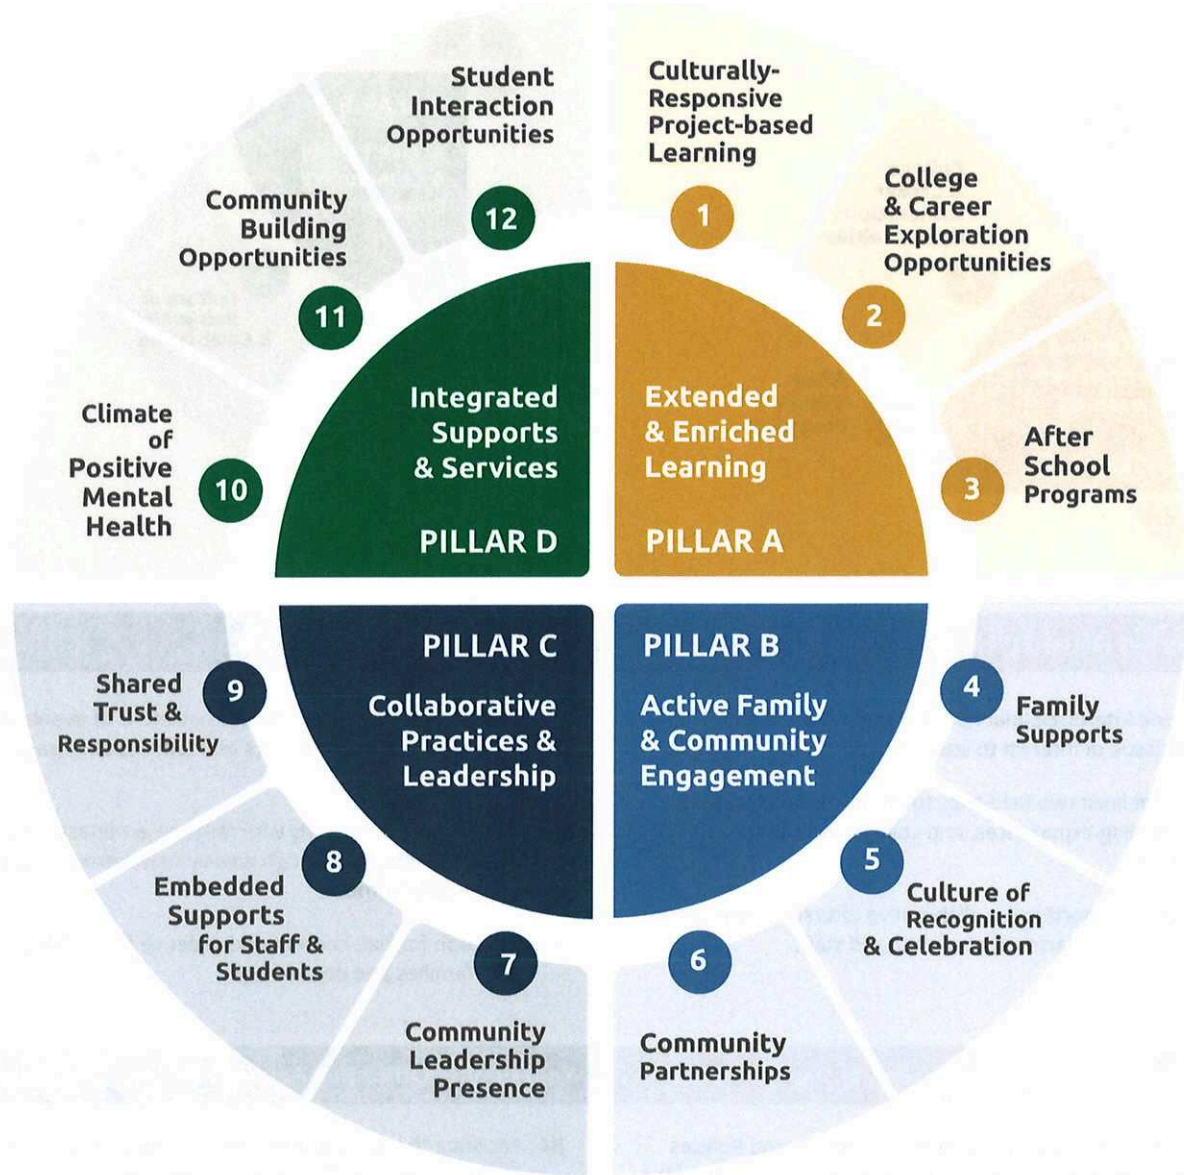 Student
Interaction
Opportunities
12
Culturally-
Responsive
Project-based
Learning
1
College
& Career
Exploration
Opportunities
2
Community
Building
Opportunities
11
Climate
of
Positive
Mental
Health
10
Integrated
Supports
& Services
PILLAR D
Extended
& Enriched
Learning
PILLAR A
After
School
Programs
3
PILLAR C
Collaborative
Practices &
Leadership
PILLAR B
Active Family
& Community
Engagement
4
Family
Supports
5
Culture of
Recognition
& Celebration
6
Community
Partnerships
7
Community
Leadership
Presence
8
Embedded
Supports
for Staff &
Students
9
Shared
Trust &
Responsibility